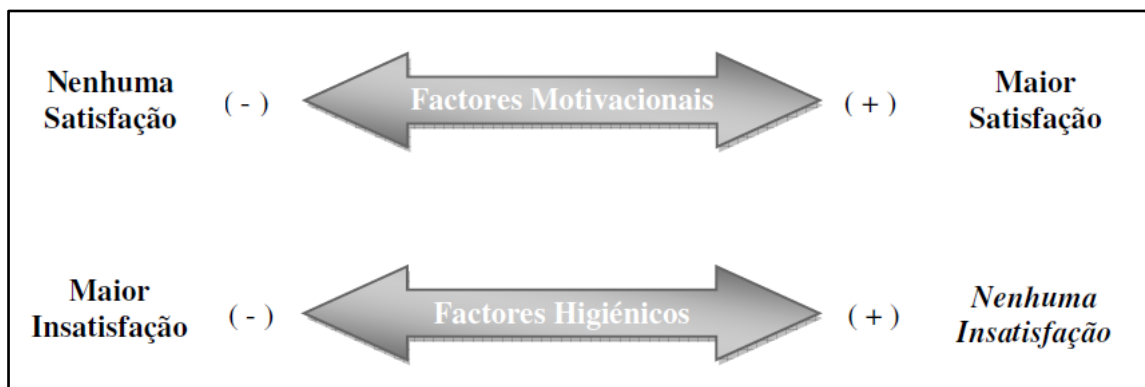 Nenhuma
Satisfação
( - )
Factores Motivacionais
( + )
Maior
Satisfação
Maior
Insatisfação
( - )
Factores Higiénicos
( + )
Nenhuma
Insatisfação